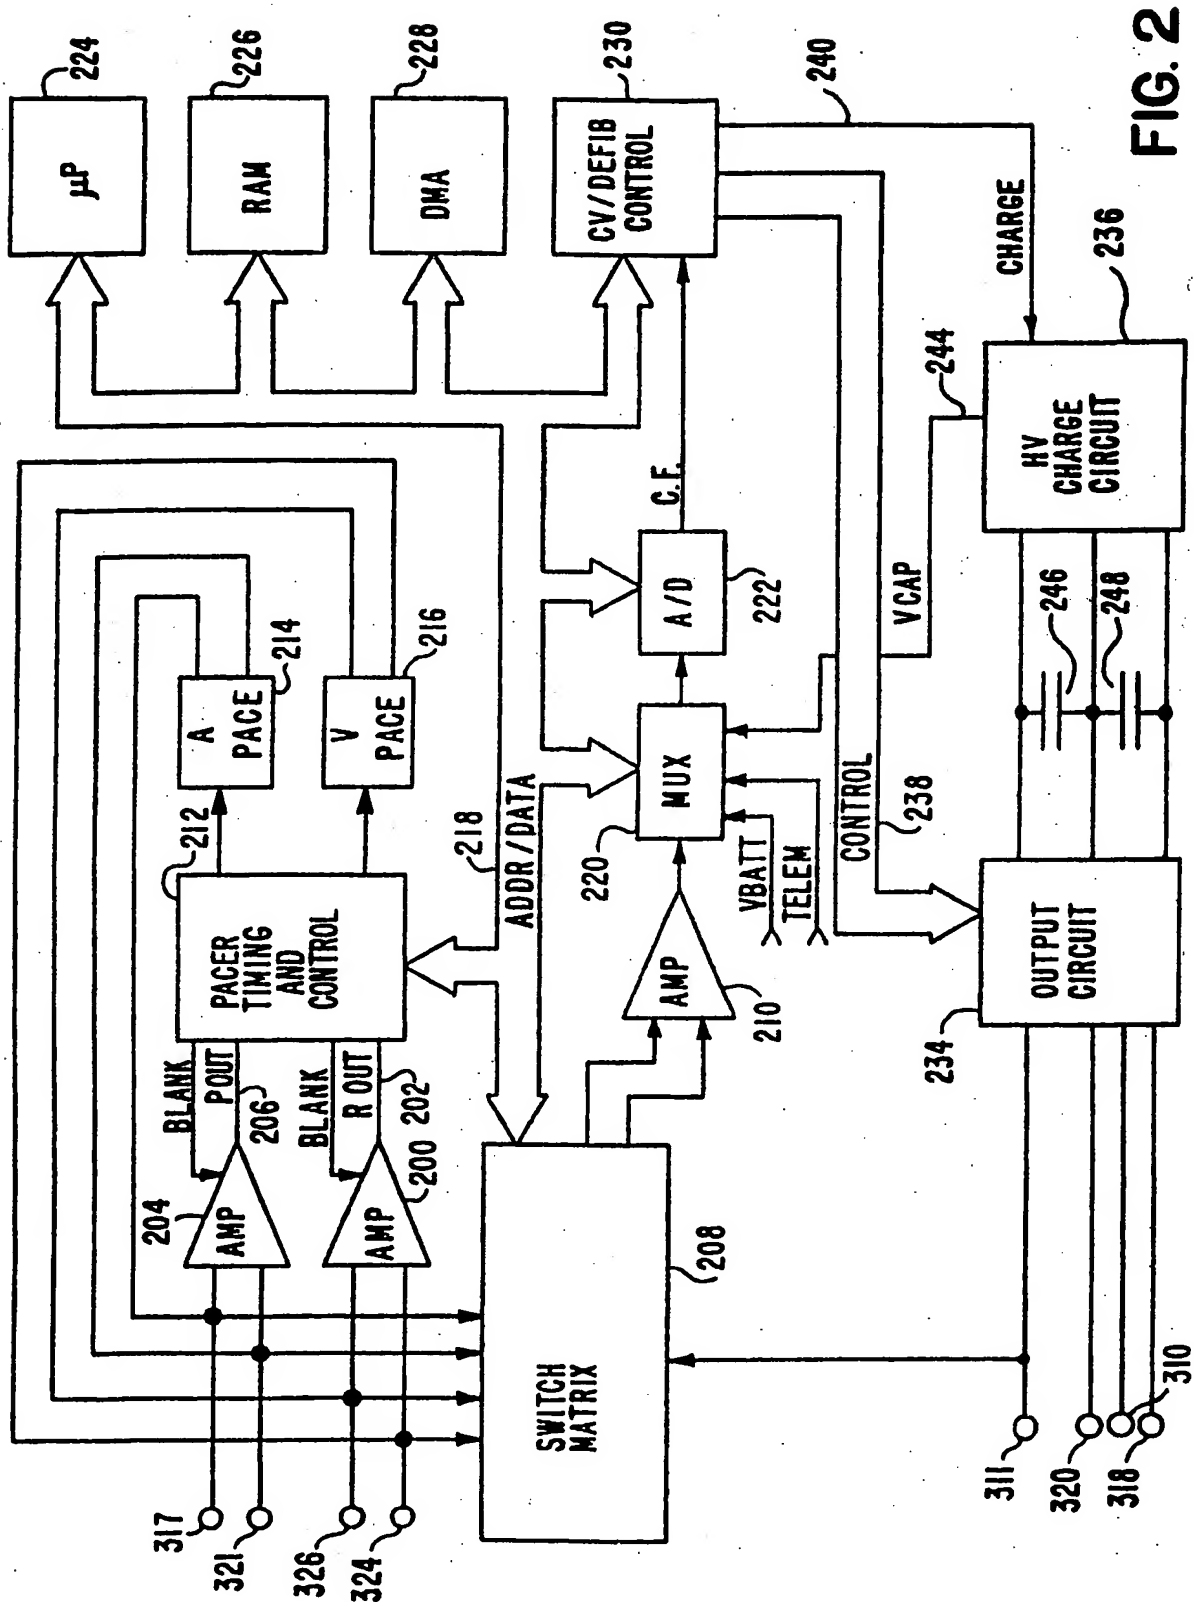 224
μP
226
RAM
228
DMA
230
CV/DEFIB
CONTROL
240
CHARGE
236
HV
CHARGE
CIRCUIT
244
VCAP
246
248
C.F.
A/D
222
MUX
220
VBATT
TELEM
CONTROL
238
214
A
PACE
216
V
PACE
212
PACER
TIMING
AND
CONTROL
218
ADDR/DATA
BLANK
POUT
206
BLANK
R OUT
202
204
AMP
200
AMP
AMP
210
OUTPUT
CIRCUIT
234
208
SWITCH
MATRIX
317
321
326
324
311
320
310
318
FIG. 2